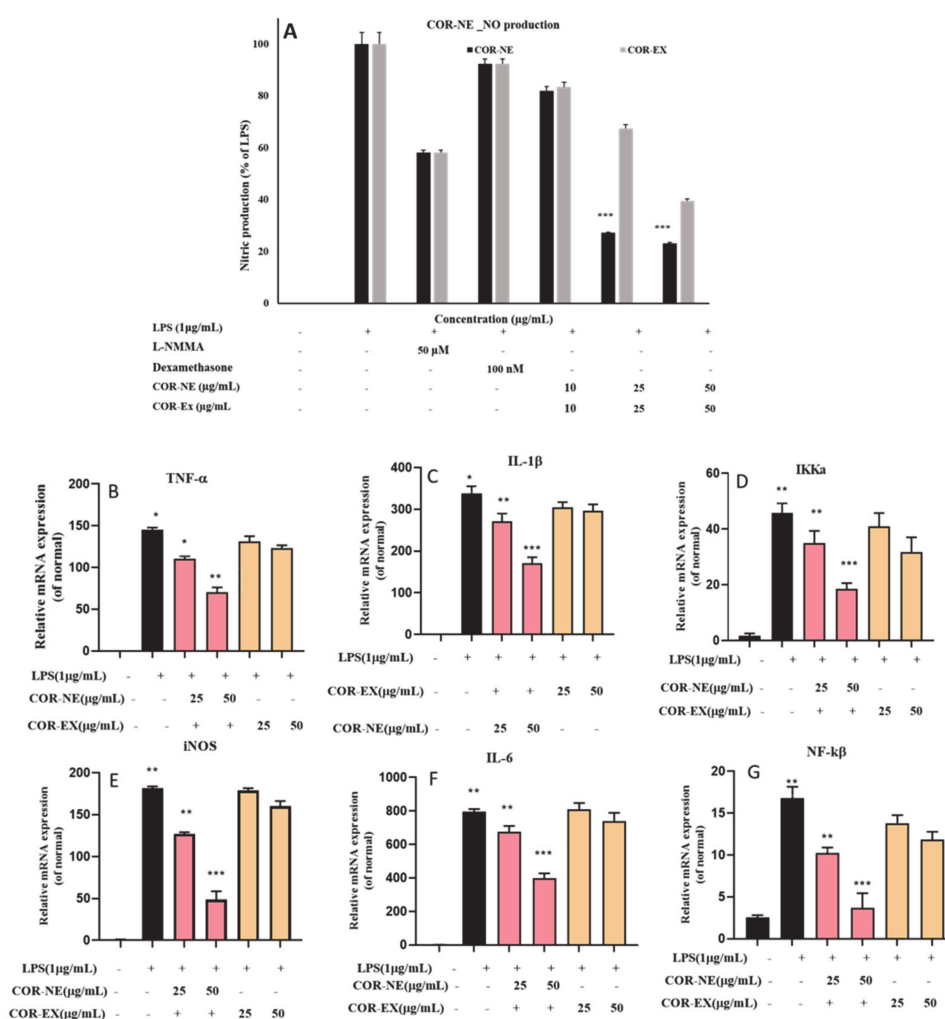 A
COR-NE _NO production
COR-NE COR-EX
Nitric production (% of LPS)
100
80
60
40
20
0
*** ***
Concentration (µg/mL)
LPS (1µg/mL) - + + + + + +
L-NMMA - - 50 µM - - - -
Dexamethasone - - - 100 nM - - -
COR-NE (µg/mL) - - - - 10 25 50
COR-Ex (µg/mL - - - - 10 25 50
B
TNF-α
Relative mRNA expression
(of normal)
200
150
100
50
0
* * **
LPS(1µg/mL) - + + + + +
COR-NE(µg/mL) - - 25 50 - -
COR-EX(µg/mL) - - + + 25 50
C
IL-1β
Relative mRNA expression
(of normal)
400
300
200
100
0
* ** ***
LPS(1µg/mL) - + + + + +
COR-EX(µg/mL) - - + + 25 50
COR-NE(µg/mL) - - 25 50 - -
D
IKKa
Relative mRNA expression
(of normal)
60
40
20
0
** ** ***
LPS(1µg/mL) - + + + + +
COR-NE(µg/mL) - - 25 50 - -
COR-EX(µg/mL) - - + + 25 50
E
iNOS
Relative mRNA expression
(of normal)
200
150
100
50
0
** ** ***
LPS(1µg/mL) - + + + + +
COR-NE(µg/mL) - - 25 50 - -
COR-EX(µg/mL) - - + + 25 50
F
IL-6
Relative mRNA expression
(of normal)
1000
800
600
400
200
0
** ** ***
LPS(1µg/mL) - + + + + +
COR-NE(µg/mL) - - 25 50 - -
COR-EX(µg/mL) - - + + 25 50
G
NF-kβ
Relative mRNA expression
(of normal)
20
15
10
5
0
** ** ***
LPS(1µg/mL) - + + + + +
COR-NE(µg/mL) - - 25 50 - -
COR-EX(µg/mL) - - + + 25 50